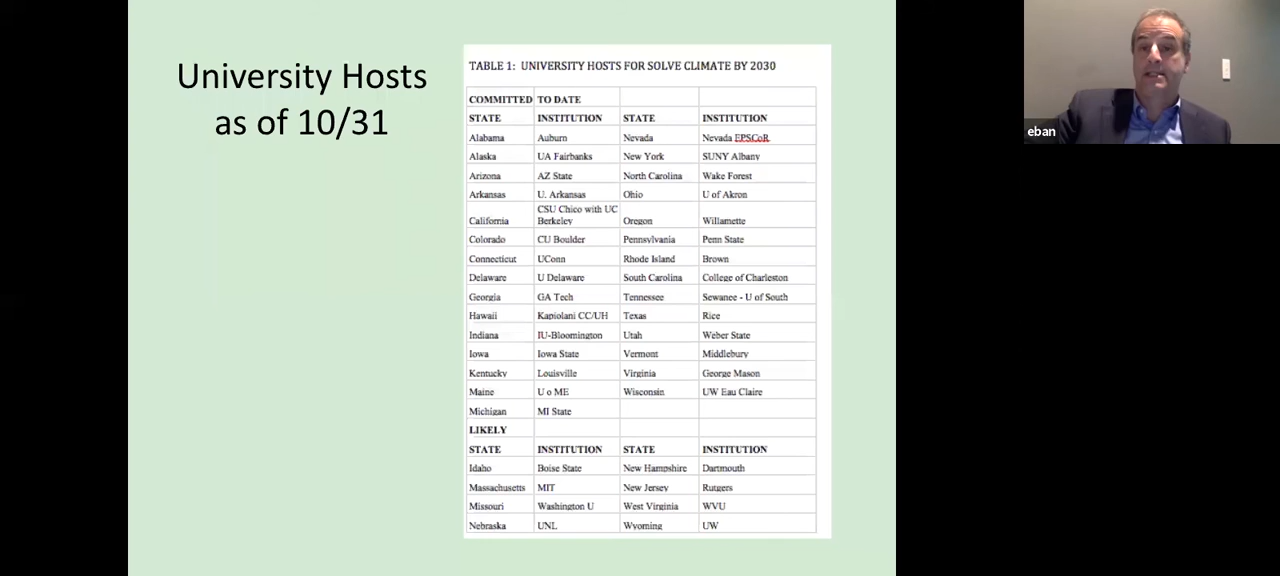 University Hosts
as of 10/31
TABLE 1: UNIVERSITY HOSTS FOR SOLVE CLIMATE BY 2030
COMMITTED TO DATE
STATE INSTITUTION STATE INSTITUTION
Alabama Auburn Nevada Nevada EPSCoR
Alaska UA Fairbanks New York SUNY Albany
Arizona AZ State North Carolina Wake Forest
Arkansas U. Arkansas Ohio U of Akron
California CSU Chico with UC Berkeley Oregon Willamette
Colorado CU Boulder Pennsylvania Penn State
Connecticut UConn Rhode Island Brown
Delaware U Delaware South Carolina College of Charleston
Georgia GA Tech Tennessee Sewanee - U of South
Hawaii Kapiolani CC/UH Texas Rice
Indiana IU-Bloomington Utah Weber State
Iowa Iowa State Vermont Middlebury
Kentucky Louisville Virginia George Mason
Maine U o ME Wisconsin UW Eau Claire
Michigan MI State
LIKELY
STATE INSTITUTION STATE INSTITUTION
Idaho Boise State New Hampshire Dartmouth
Massachusetts MIT New Jersey Rutgers
Missouri Washington U West Virginia WVU
Nebraska UNL Wyoming UW
eban